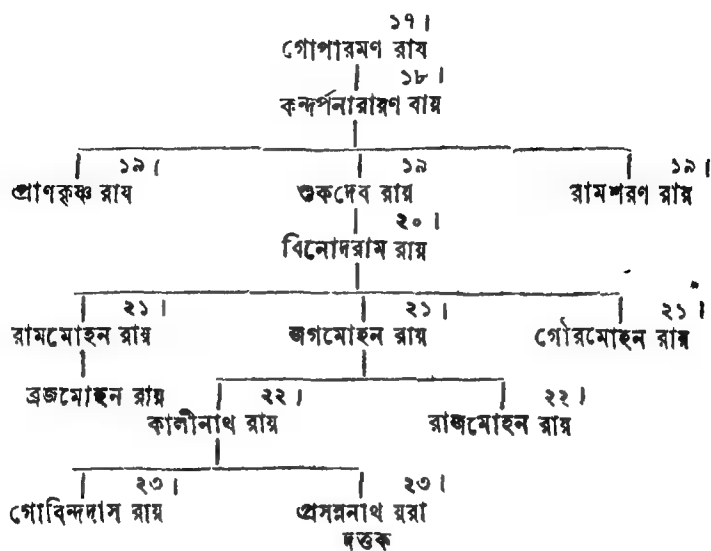 ১৭।
গোপারমণ রায
১৮।
কন্দর্পনারায়ণ বায়
১৯। ১৯ ১৯।
প্রাণকৃষ্ণ রায শুকদেব রায় রামশরণ রায়
২০।
বিনোদরাম রায়
২১। ২১। ২১।
রামমোহন রায় জগমোহন রায় গৌরমোহন রায়
ব্রজমোহন রায় ২২। ২২।
কালীনাথ রায় রাজমোহন রায়
২৩। ২৩।
গোবিন্দদাস রায় প্রসন্ননাথ য়রা
দত্তক